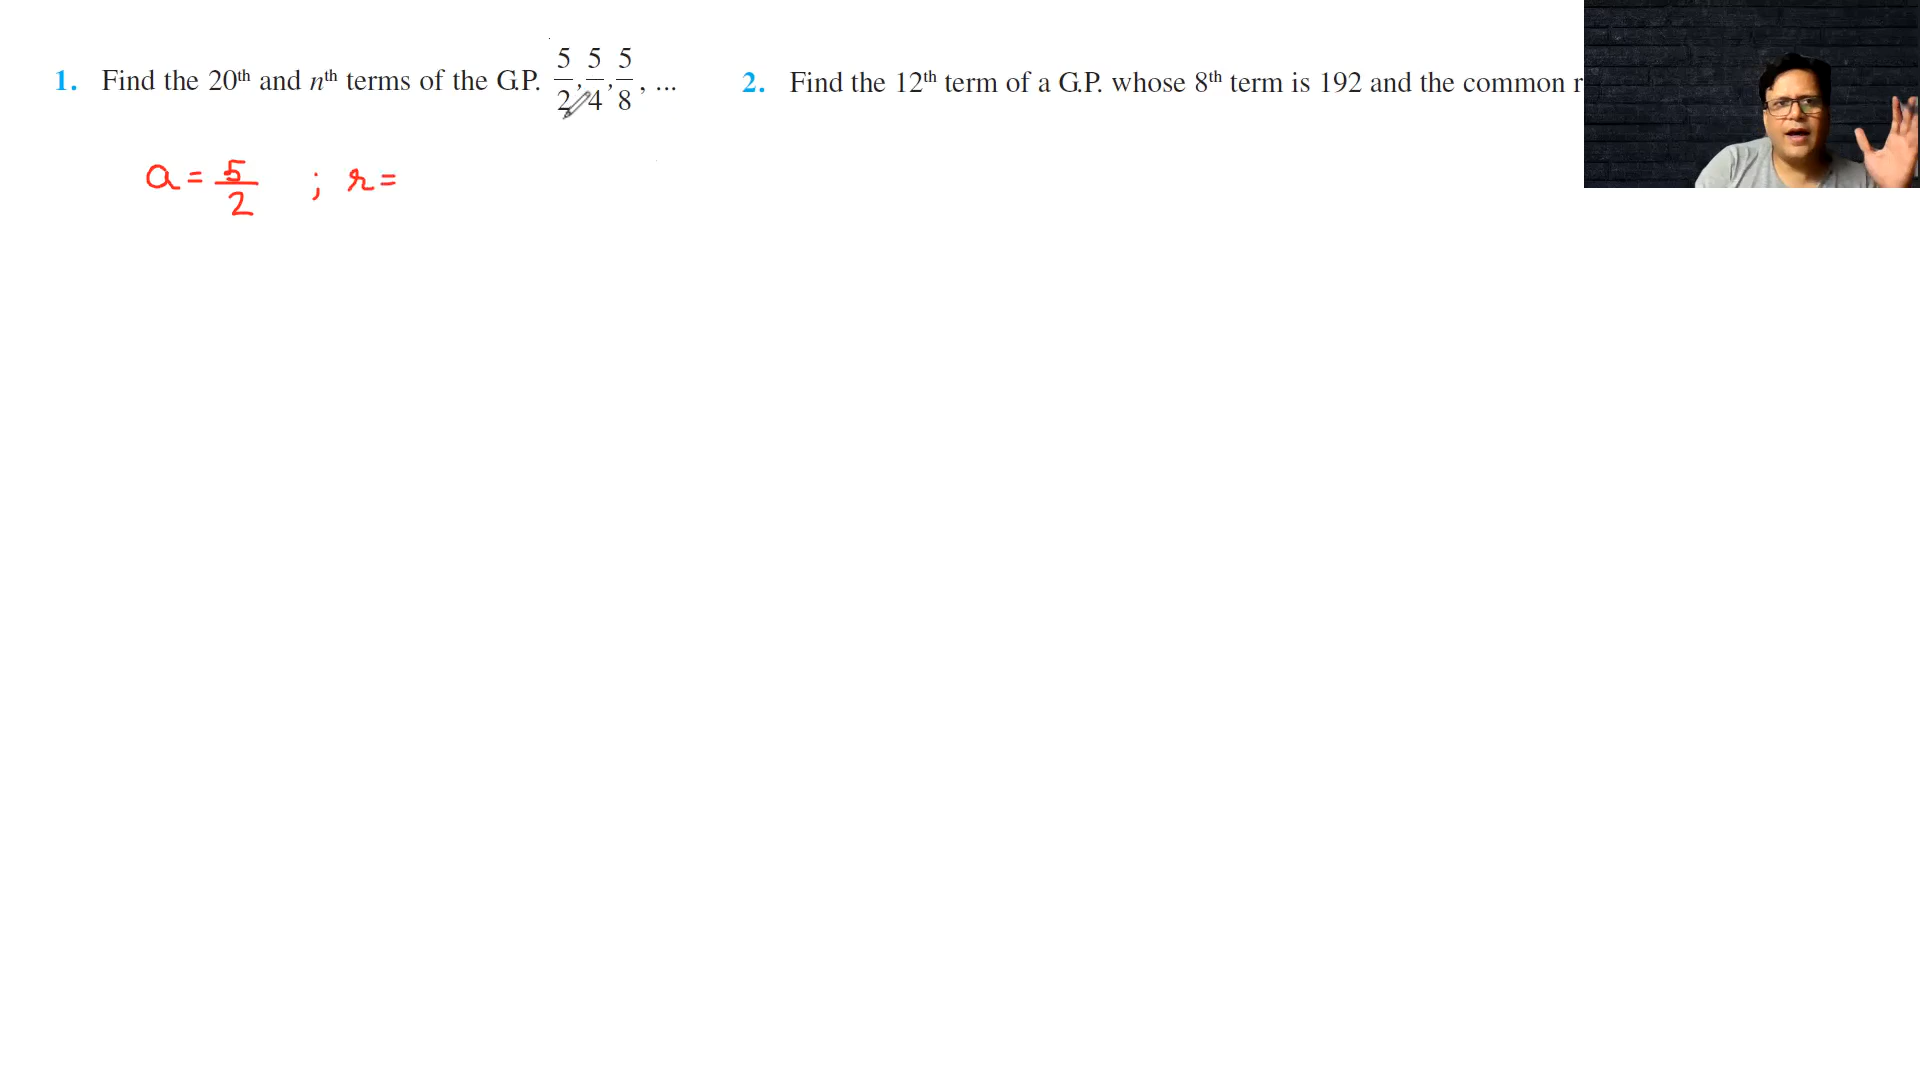 1. Find the 20th and nth terms of the G.P. 5/2, 5/4, 5/8, ...
2. Find the 12th term of a G.P. whose 8th term is 192 and the common r
a = 5/2 ; r =